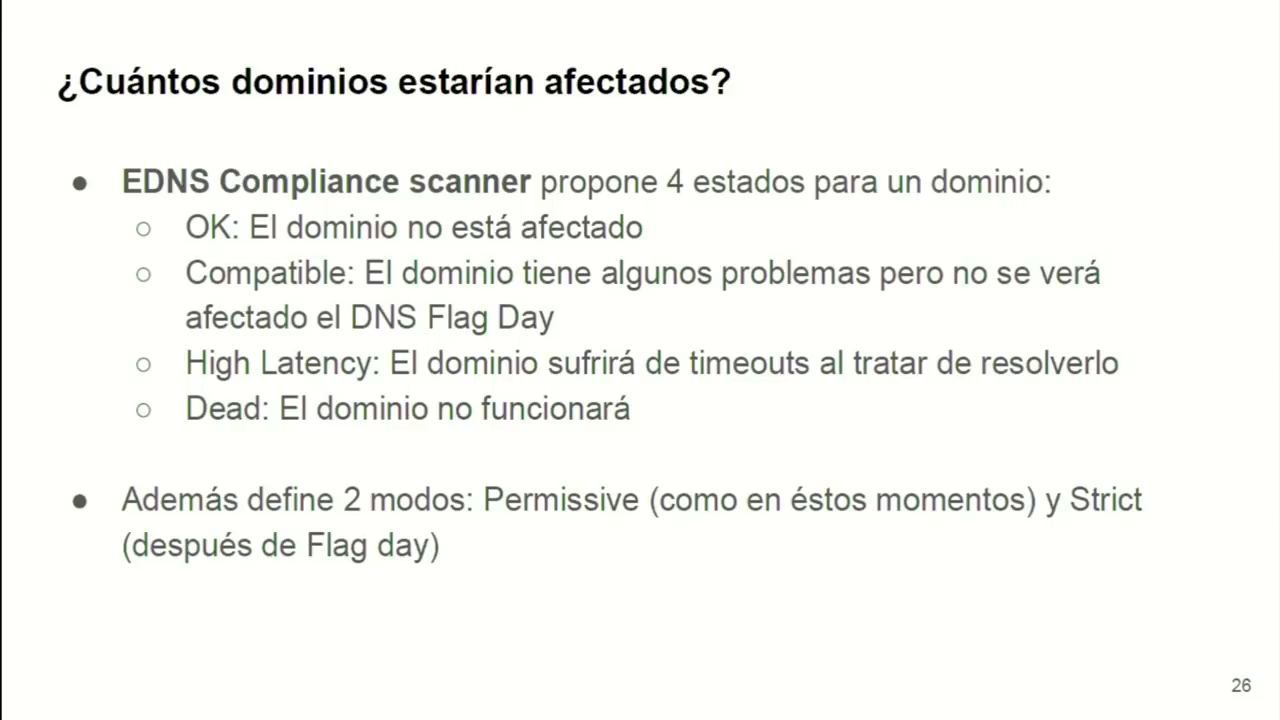 ¿Cuántos dominios estarían afectados?
● EDNS Compliance scanner propone 4 estados para un dominio:
○ OK: El dominio no está afectado
○ Compatible: El dominio tiene algunos problemas pero no se verá
afectado el DNS Flag Day
○ High Latency: El dominio sufrirá de timeouts al tratar de resolverlo
○ Dead: El dominio no funcionará
● Además define 2 modos: Permissive (como en éstos momentos) y Strict
(después de Flag day)
26